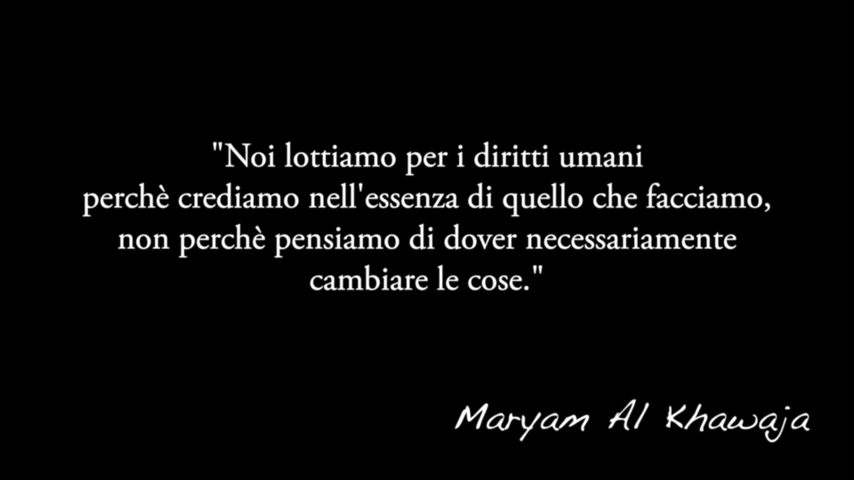 "Noi lottiamo per i diritti umani
perchè crediamo nell'essenza di quello che facciamo,
non perchè pensiamo di dover necessariamente
cambiare le cose."
Maryam Al Khawaja